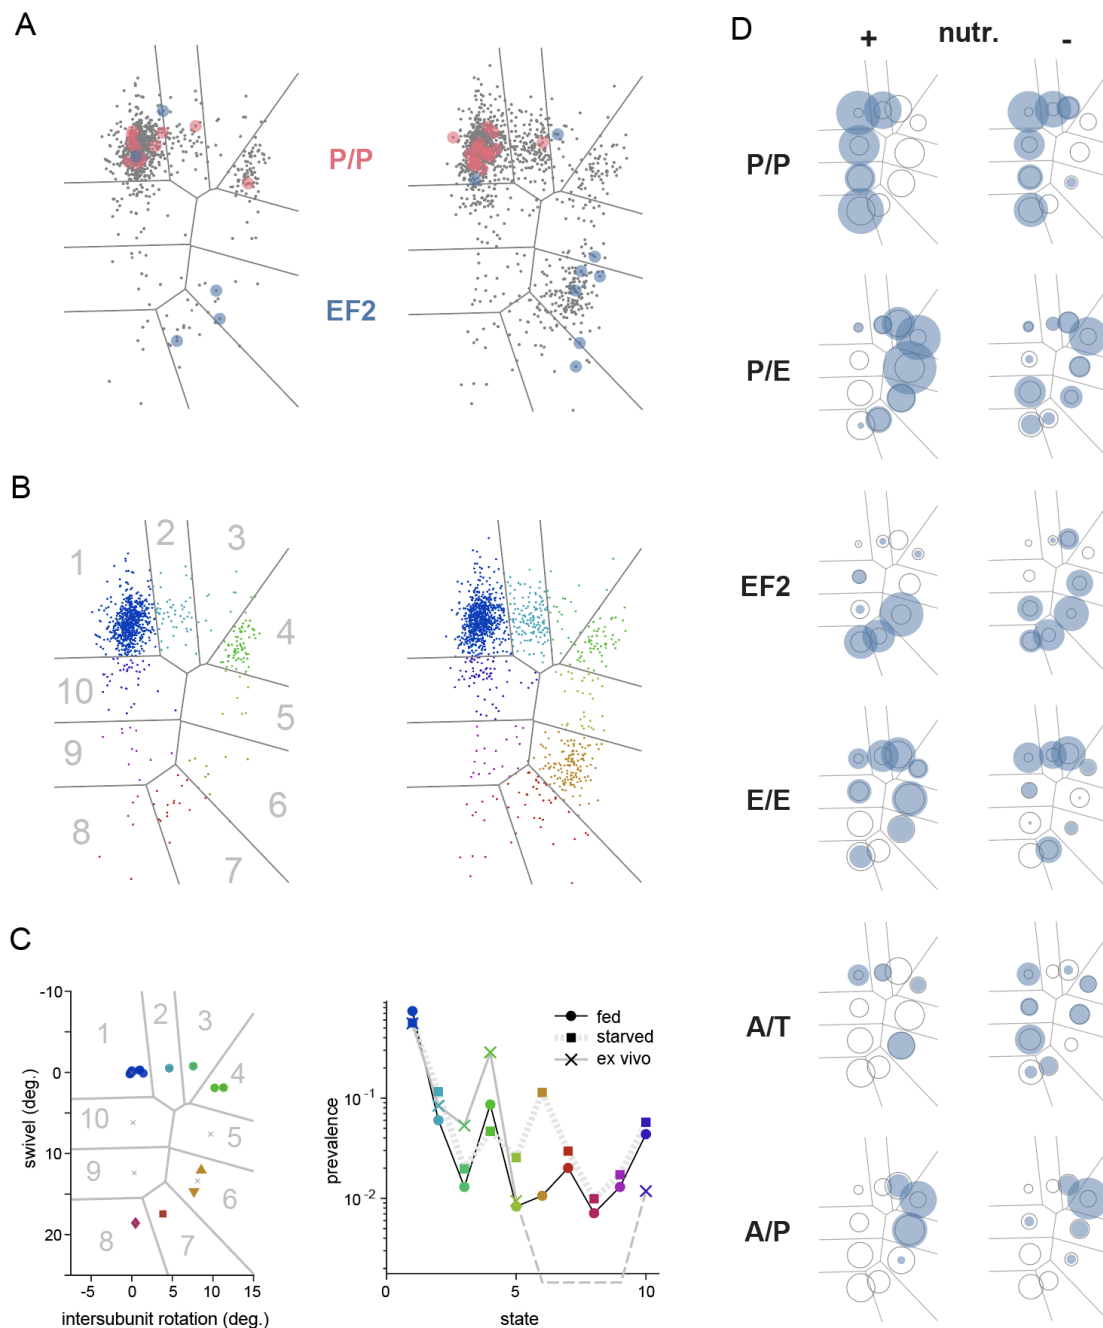 A
P/P
EF2
B
1
2
3
4
10
5
9
6
8
7
C
-10
0
10
20
swivel (deg.)
1
2
3
4
10
5
9
6
8
7
-5
0
5
10
15
intersubunit rotation (deg.)
fed
starved
ex vivo
prevalence
10-1
10-2
0
5
10
state
D
+
nutr.
-
P/P
P/E
EF2
E/E
A/T
A/P